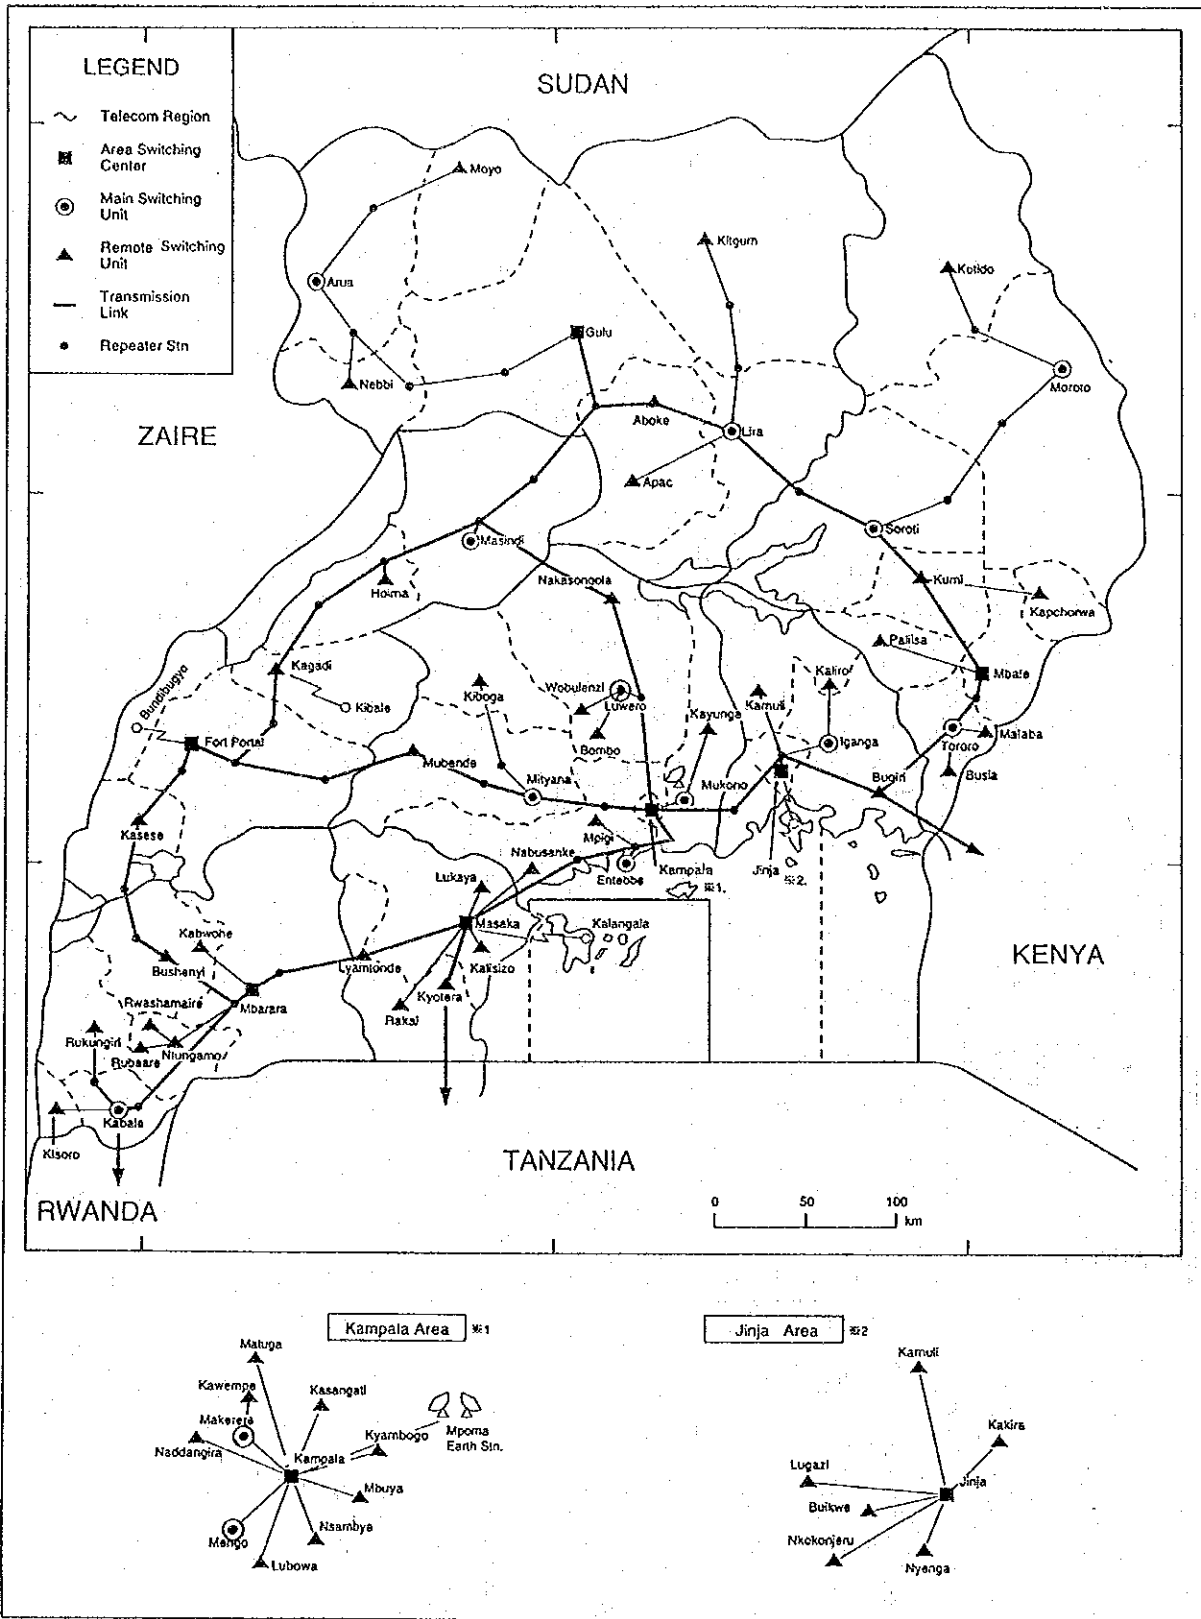 LEGEND
Telecom Region
Area Switching
Center
Main Switching
Unit
Remote Switching
Unit
Transmission
Link
Repeater Stn
SUDAN
Moyo
Kitgum
Kotido
Arua
Gulu
Nebbi
Moroto
ZAIRE
Aboke
Lira
Apac
Soroti
Masindi
Nakasongola
Hoima
Kumi
Kapchorwa
Pallisa
Kagadi
Mbale
Bundibugyo
Kibale
Kiboga
Wobulenzi
Luwero
Kamuli
Kaliro
Kayunga
Fort Portal
Bombo
Iganga
Tororo
Malaba
Mubende
Mityana
Mukono
Bugiri
Busia
Kasese
Mpigi
Nabusanke
Entebbe
Kampala
※1.
Jinja
※2.
Lukaya
Masaka
Kalangala
Kabwohe
Bushenyi
Lyantonde
Kalisizo
KENYA
Rwashamaire
Mbarara
Kyotera
Rakai
Rukungiri
Rubaare
Ntungamo
Kabale
Kisoro
TANZANIA
RWANDA
0 50 100
km
Kampala Area ※1
Jinja Area ※2
Matuga
Kawempe
Kasangati
Makerere
Kyambogo
Mpoma
Earth Stn.
Naddangira
Kampala
Mbuya
Mengo
Nsambya
Lubowa
Kamuli
Kakira
Lugazi
Jinja
Buikwe
Nkokonjeru
Nyenga